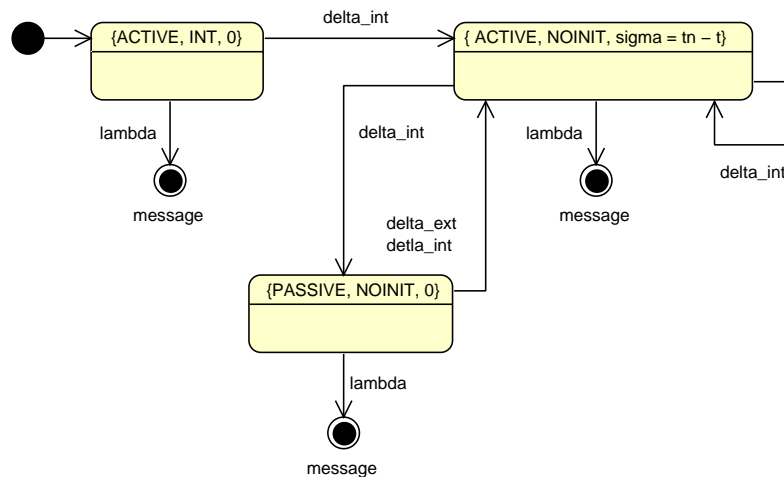 delta_int
{ACTIVE, INT, 0}
{ ACTIVE, NOINIT, sigma = tn − t}
lambda
delta_int
lambda
delta_int
message
message
delta_ext
detla_int
{PASSIVE, NOINIT, 0}
lambda
message